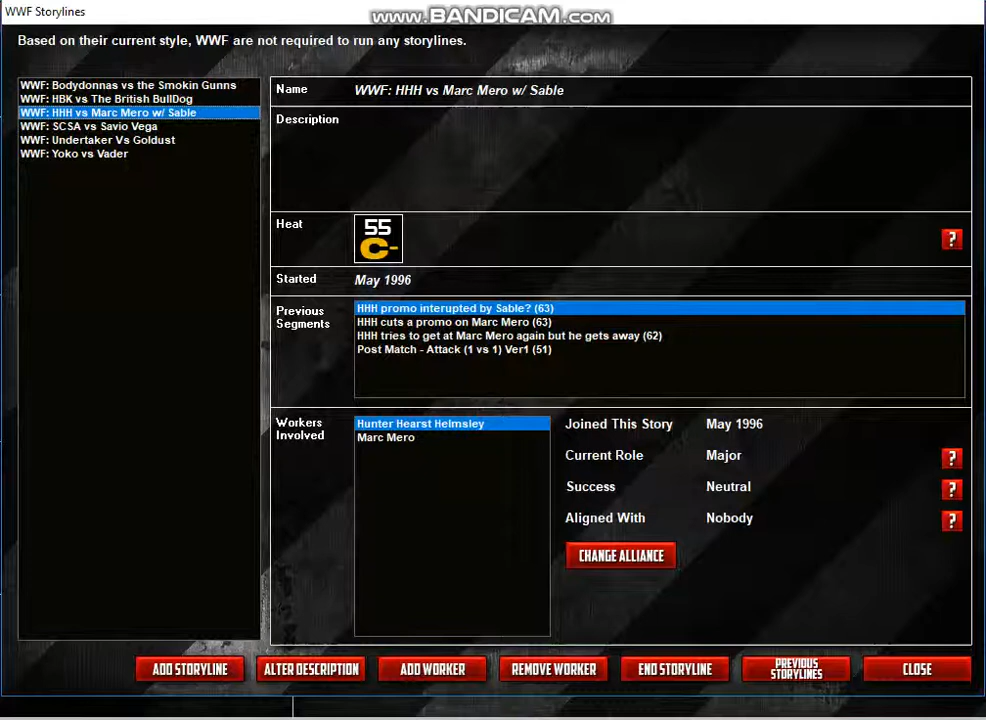 WWF Storylines
www.BANDICAM.com
Based on their current style, WWF are not required to run any storylines.
WWF: Bodydonnas vs the Smokin Gunns
WWF: HBK vs The British BullDog
WWF: HHH vs Marc Mero w/ Sable
WWF: SCSA vs Savio Vega
WWF: Undertaker Vs Goldust
WWF: Yoko vs Vader
Name
WWF: HHH vs Marc Mero w/ Sable
Description
Heat
55
C-
?
Started
May 1996
Previous
Segments
HHH promo interupted by Sable? (63)
HHH cuts a promo on Marc Mero (63)
HHH tries to get at Marc Mero again but he gets away (62)
Post Match - Attack (1 vs 1) Ver1 (51)
Workers
Involved
Hunter Hearst Helmsley
Marc Mero
Joined This Story
May 1996
Current Role
Major
?
Success
Neutral
?
Aligned With
Nobody
?
CHANGE ALLIANCE
ADD STORYLINE
ALTER DESCRIPTION
ADD WORKER
REMOVE WORKER
END STORYLINE
PREVIOUS
STORYLINES
CLOSE